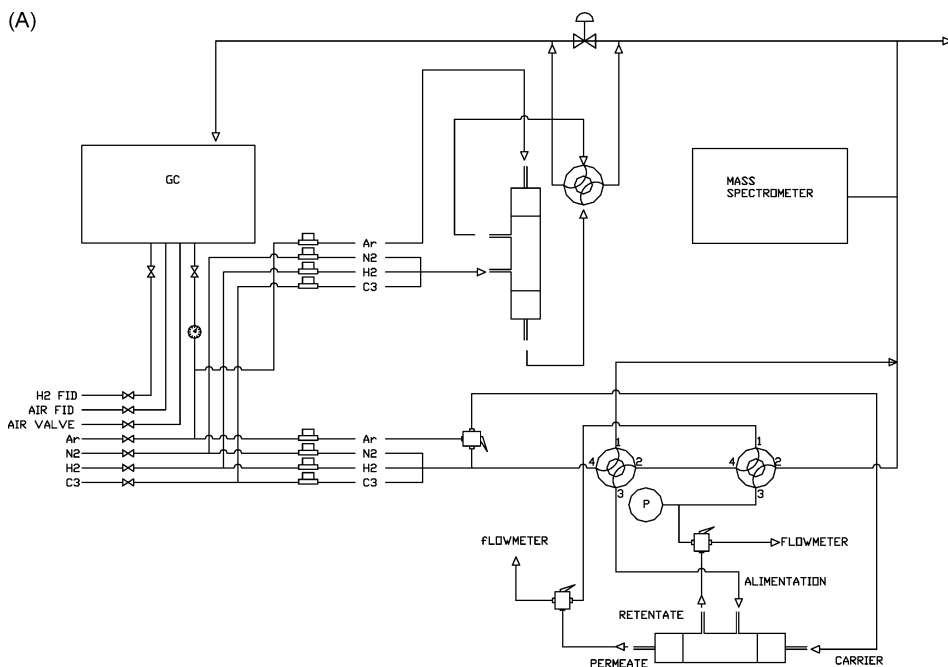 (A)
GC
MASS
SPECTROMETER
Ar
N2
H2
C3
H2 FID
AIR FID
AIR VALVE
Ar
N2
H2
C3
Ar
H2
C3
1
4
2
3
1
4
2
3
P
fLOWMETER
FLOWMETER
ALIMENTATION
RETENTATE
PERMEATE
CARRIER